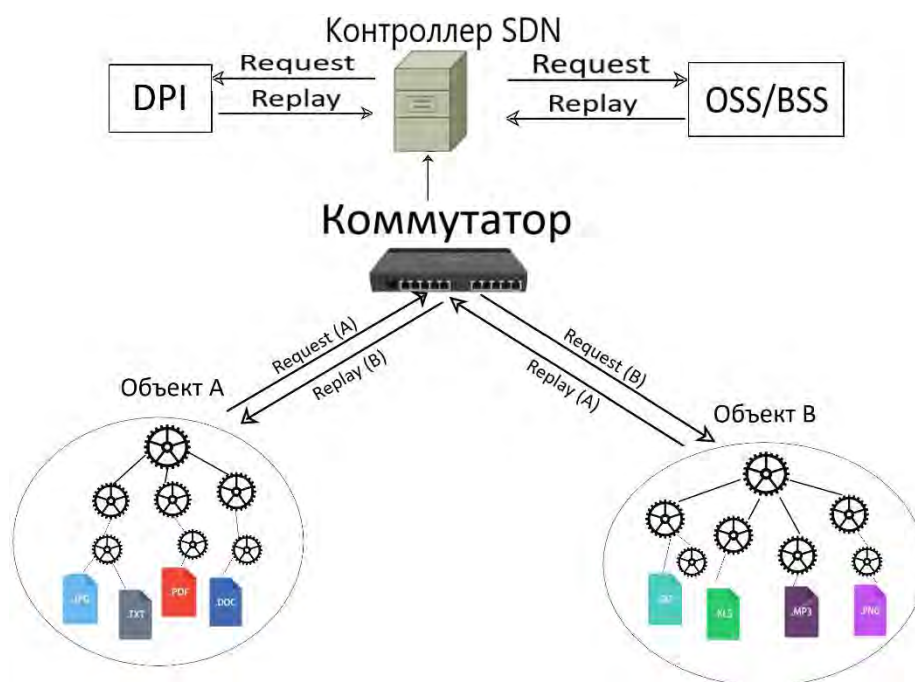 Контроллер SDN
Request
Request
DPI
OSS/BSS
Replay
Replay
Коммутатор
Request (A)
Replay (B)
Request (B)
Replay (A)
Объект A
Объект B
.JPG
.TXT
.PDF
.DOC
.XLS
.MP3
.PNG